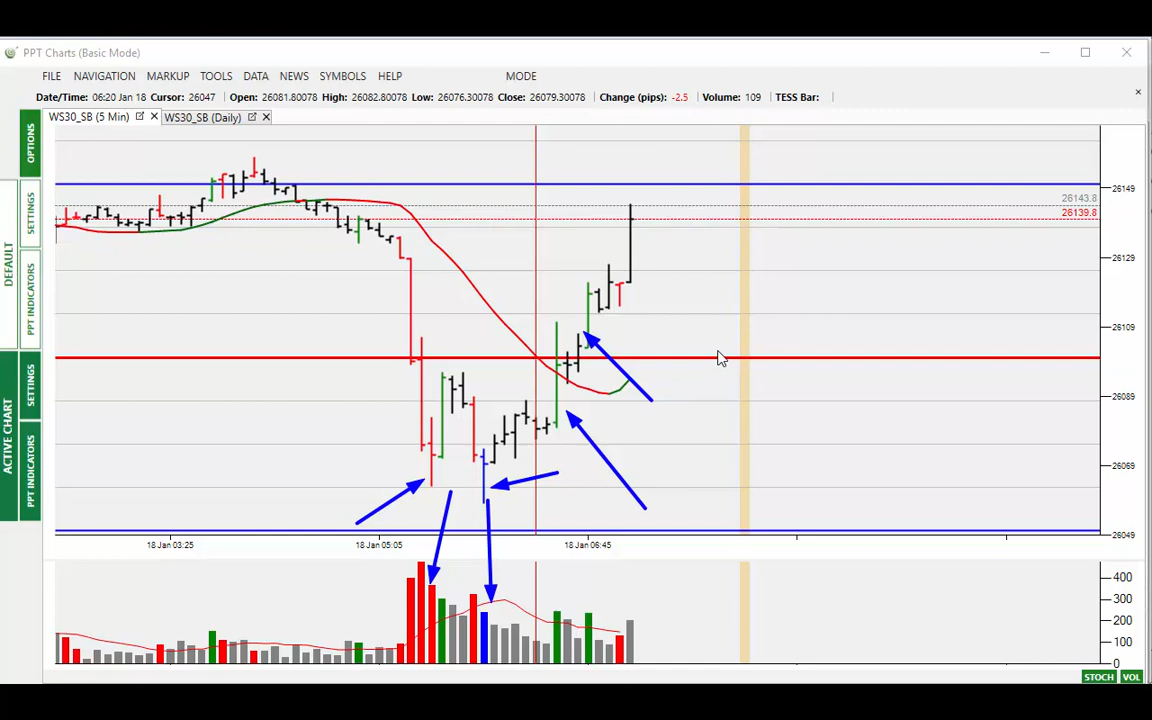 PPT Charts (Basic Mode)
FILE NAVIGATION MARKUP TOOLS DATA NEWS SYMBOLS HELP MODE
Date/Time: 06:20 Jan 18 Cursor: 26047 Open: 26081.80078 High: 26082.80078 Low: 26076.30078 Close: 26079.30078 Change (pips): -2.5 Volume: 109 TESS Bar:
WS30_SB (5 Min) WS30_SB (Daily)
OPTIONS
SETTINGS
DEFAULT
PPT INDICATORS
SETTINGS
ACTIVE CHART
PPT INDICATORS
26149
26143.8
26139.8
26129
26109
26089
26069
26049
18 Jan 03:25 18 Jan 05:05 18 Jan 06:45
400
300
200
100
0
STOCH VOL